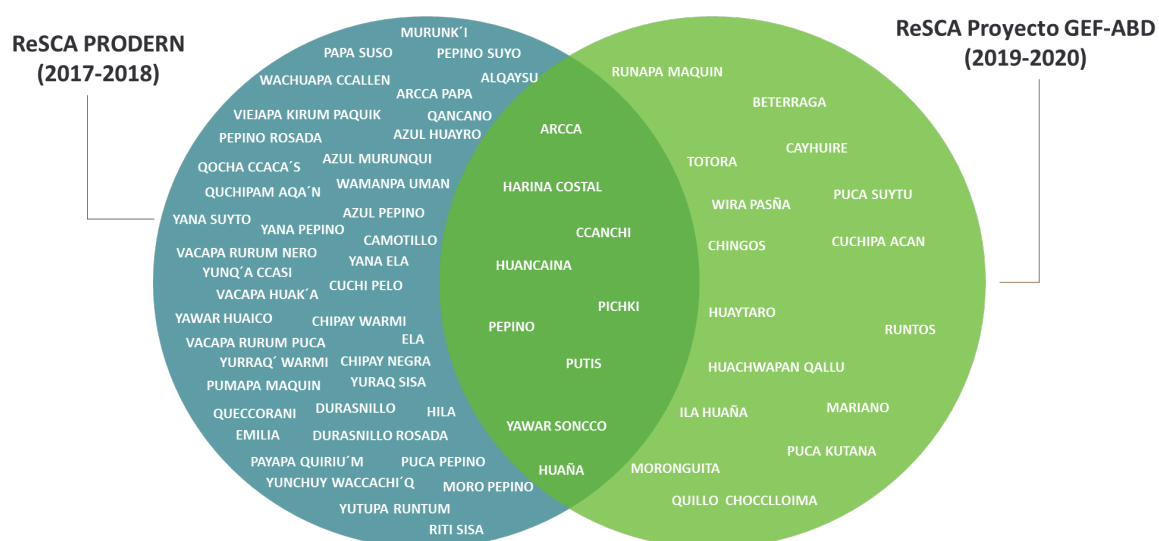 ReSCA PRODERN
(2017-2018)
MURUNK´I
PAPA SUSO
PEPINO SUYO
WACHUAPA CCALLEN
ALQAYSU
ARCCA PAPA
VIEJAPA KIRUM PAQUIK
QANCANO
PEPINO ROSADA
AZUL HUAYRO
QOCHA CCACA´S
AZUL MURUNQUI
QUCHIPAM AQA´N
WAMANPA UMAN
YANA SUYTO
AZUL PEPINO
YANA PEPINO
CAMOTILLO
VACAPA RURUM NERO
YANA ELA
YUNQ´A CCASI
CUCHI PELO
VACAPA HUAK´A
YAWAR HUAICO
CHIPAY WARMI
VACAPA RURUM PUCA
ELA
YURRAQ´ WARMI
CHIPAY NEGRA
PUMAPA MAQUIN
YURAQ SISA
QUECCORANI
DURASNILLO
HILA
EMILIA
DURASNILLO ROSADA
PAYAPA QUIRIU´M
PUCA PEPINO
YUNCHUY WACCACHI´Q
MORO PEPINO
YUTUPA RUNTUM
RITI SISA
ARCCA
HARINA COSTAL
CCANCHI
HUANCAINA
PICHKI
PEPINO
PUTIS
YAWAR SONCCO
HUAÑA
ReSCA Proyecto GEF-ABD
(2019-2020)
RUNAPA MAQUIN
BETERRAGA
CAYHUIRE
TOTORA
PUCA SUYTU
WIRA PASÑA
CUCHIPA ACAN
CHINGOS
HUAYTARO
RUNTOS
HUACHWAPAN QALLU
MARIANO
ILA HUAÑA
PUCA KUTANA
MORONGUITA
QUILLO CHOCCLLOIMA